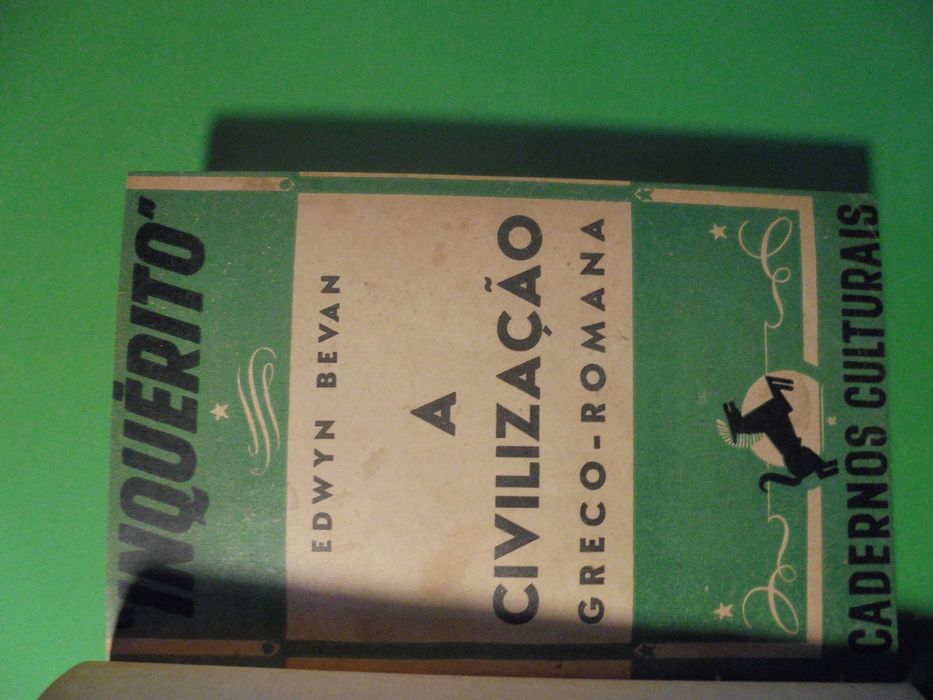 "INQUÉRITO"
EDWYN BEVAN
A
CIVILIZAÇÃO
GRECO-ROMANA
CADERNOS CULTURAIS